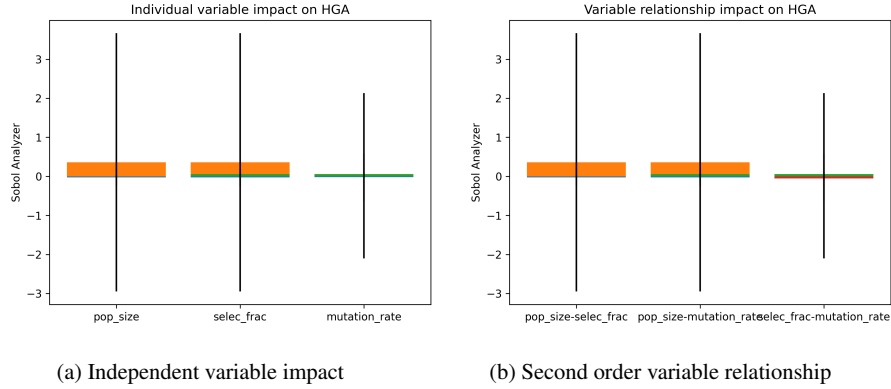 Individual variable impact on HGA
Sobol Analyzer
3
2
1
0
−1
−2
−3
pop_size
selec_frac
mutation_rate
(a) Independent variable impact
Variable relationship impact on HGA
Sobol Analyzer
3
2
1
0
−1
−2
−3
pop_size-selec_frac
pop_size-mutation_rate
selec_frac-mutation_rate
(b) Second order variable relationship